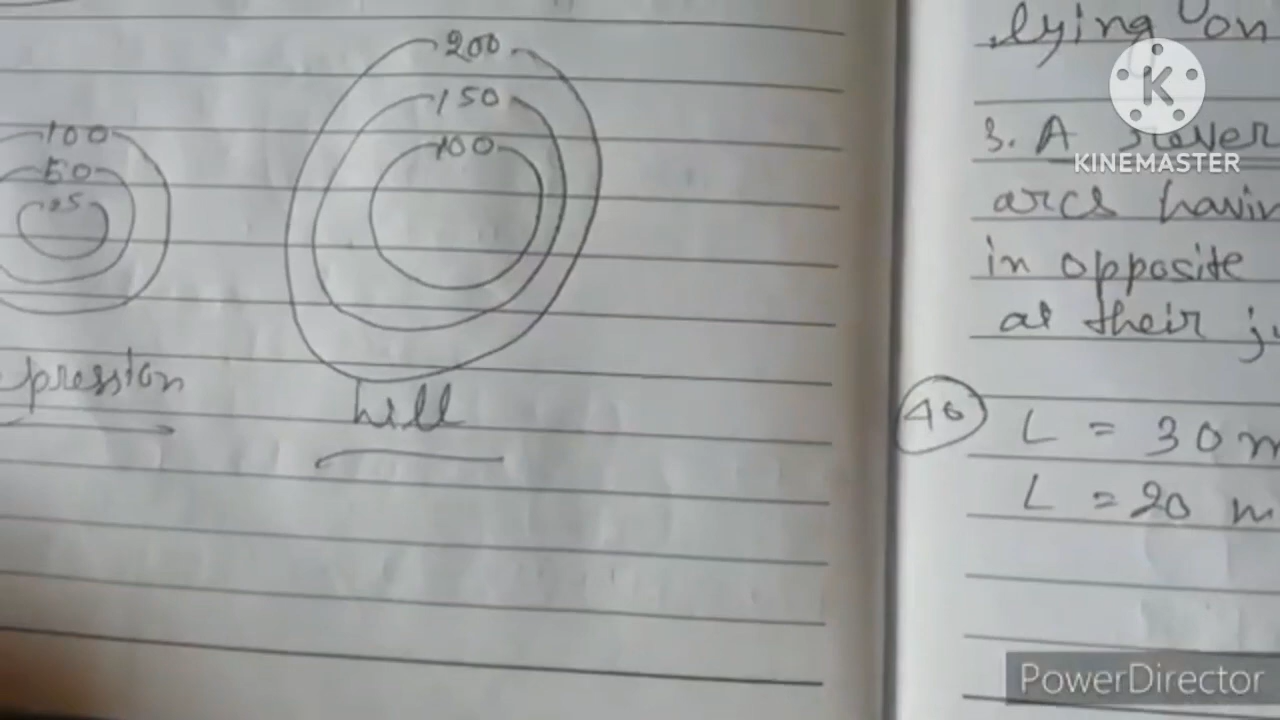 200
150
100
100
50
25
pression
hill
lying on
3. A
arcs havin
in opposite
at their ju
40
L = 30 m
L = 20 m
K
KINEMASTER
PowerDirector